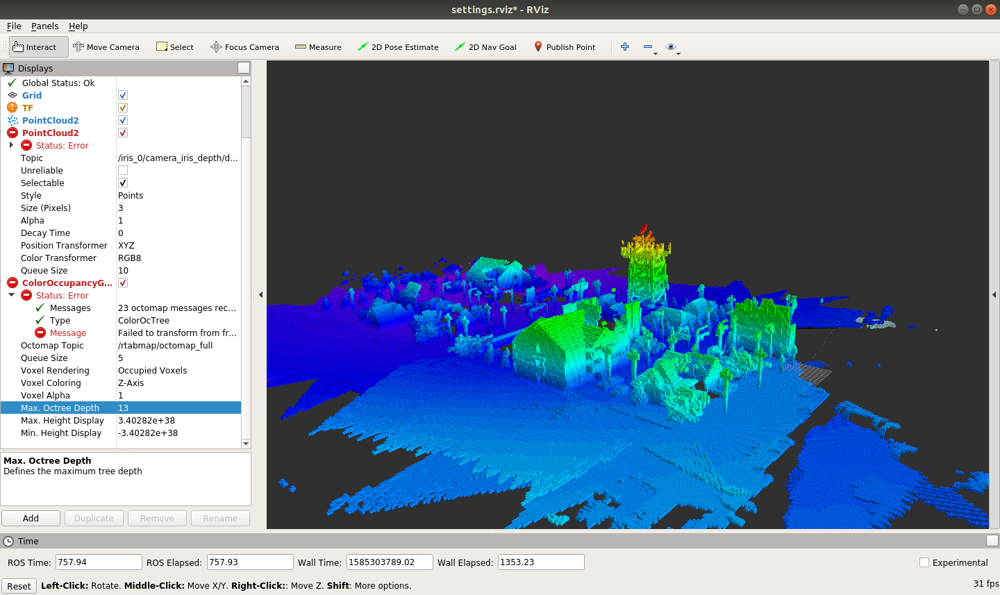 settings.rviz* - RViz
File Panels Help
Interact Move Camera Select Focus Camera Measure 2D Pose Estimate 2D Nav Goal Publish Point
Displays
Global Status: Ok
Grid
TF
PointCloud2
PointCloud2
Status: Error
Topic /iris_0/camera_iris_depth/d...
Unreliable
Selectable
Style Points
Size (Pixels) 3
Alpha 1
Decay Time 0
Position Transformer XYZ
Color Transformer RGB8
Queue Size 10
ColorOccupancyG...
Status: Error
Messages 23 octomap messages rec...
Type ColorOcTree
Message Failed to transform from fr...
Octomap Topic /rtabmap/octomap_full
Queue Size 5
Voxel Rendering Occupied Voxels
Voxel Coloring Z-Axis
Voxel Alpha 1
Max. Octree Depth 13
Max. Height Display 3.40282e+38
Min. Height Display -3.40282e+38
Max. Octree Depth
Defines the maximum tree depth
Add Duplicate Remove Rename
Time
ROS Time: 757.94 ROS Elapsed: 757.93 Wall Time: 1585303789.02 Wall Elapsed: 1353.23 Experimental
Reset Left-Click: Rotate. Middle-Click: Move X/Y. Right-Click:: Move Z. Shift: More options. 31 fps